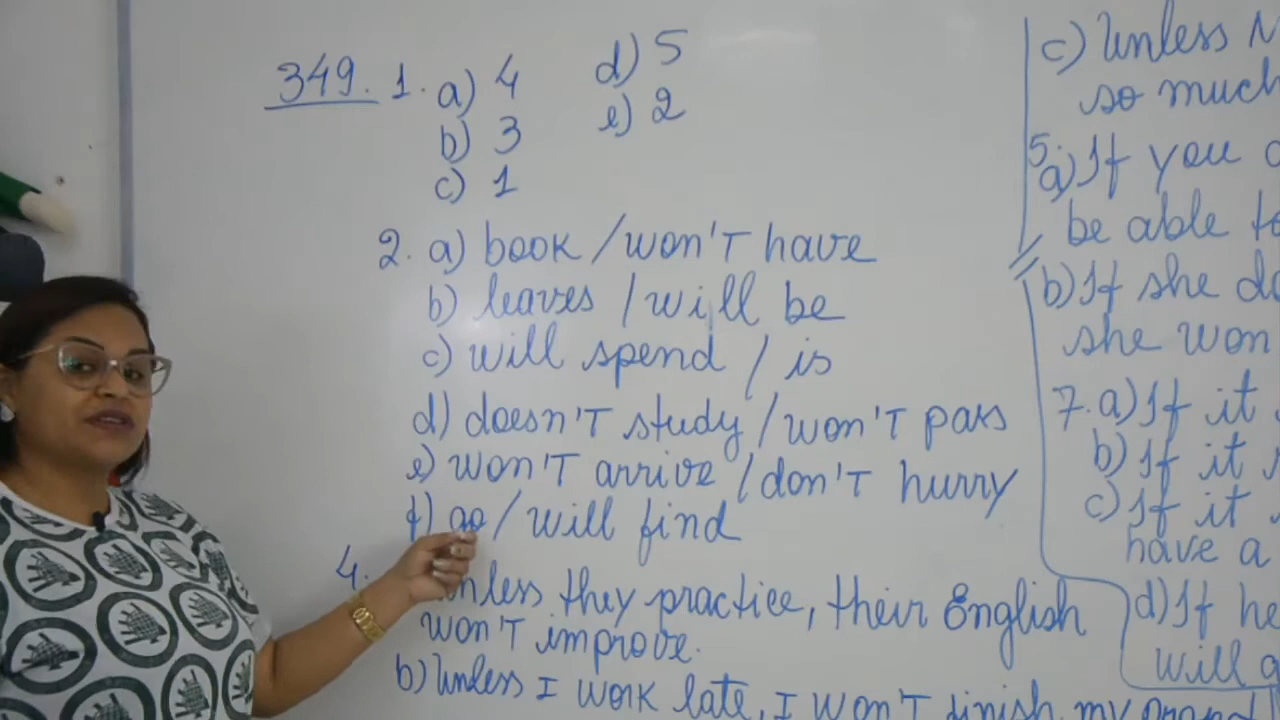 349. 1. a) 4
b) 3
c) 1
d) 5
e) 2
2. a) book / won't have
b) leaves / will be
c) will spend / is
d) doesn't study / won't pass
e) won't arrive / don't hurry
f) go / will find
4.
unless they practice, their English
won't improve.
b) Unless I work late, I won't finish my
c) Unless
so much
5. a) If you
be able to
b) If she
she won
7. a) If it
b) If it
c) If it
have a
d) If he
will